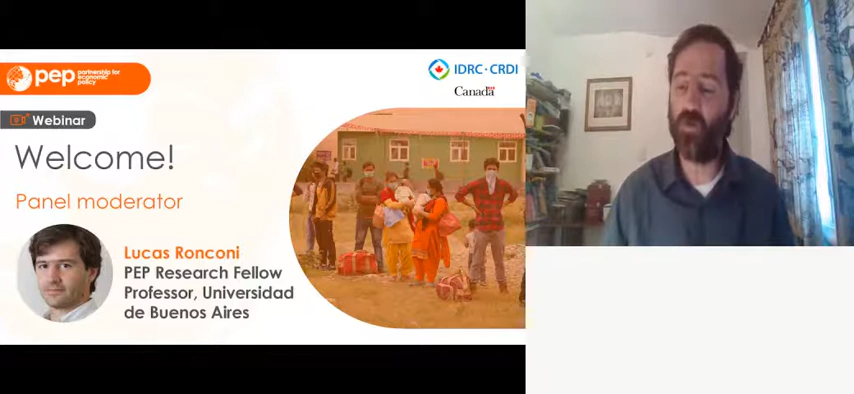 pep partnership for
economic
policy
IDRC · CRDI
Canada
Webinar
Welcome!
Panel moderator
Lucas Ronconi
PEP Research Fellow
Professor, Universidad
de Buenos Aires